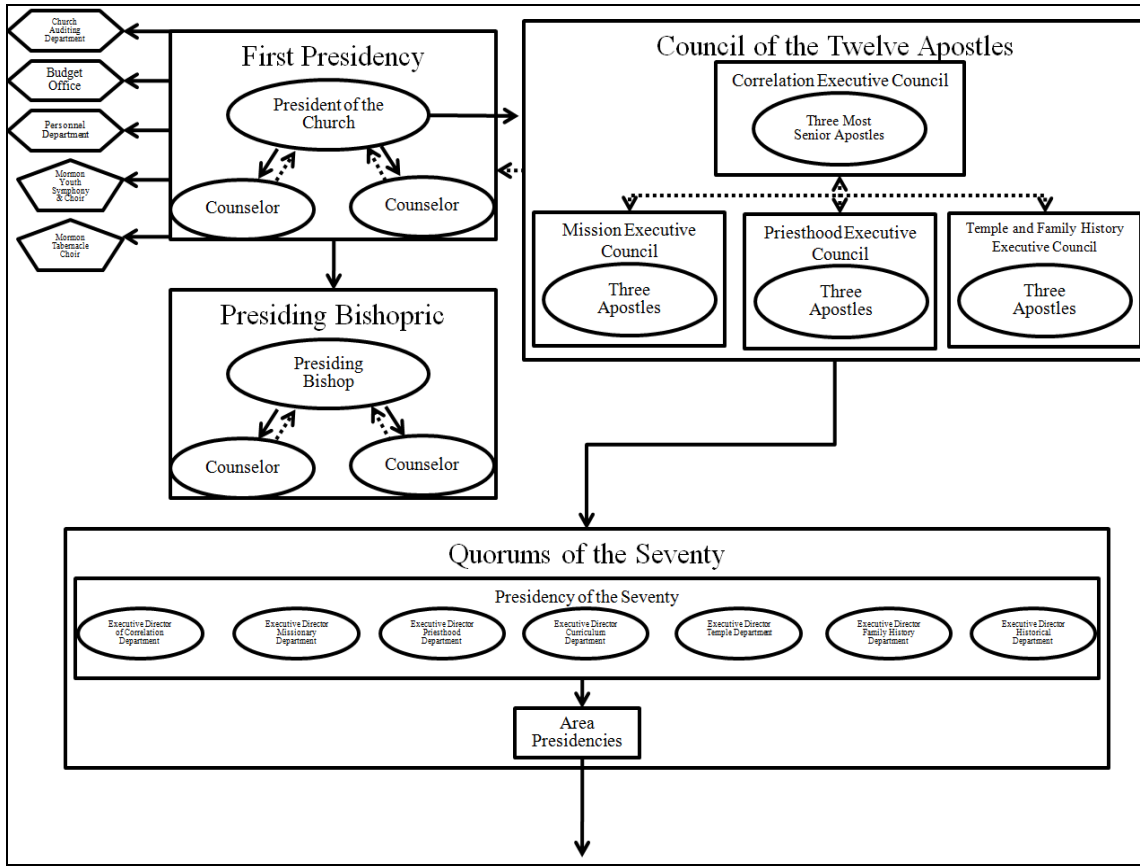 Church
Auditing
Department
Budget
Office
Personnel
Department
Mormon
Youth
Symphony
& Choir
Mormon
Tabernacle
Choir
First Presidency
President of the
Church
Counselor
Counselor
Presiding Bishopric
Presiding
Bishop
Counselor
Counselor
Council of the Twelve Apostles
Correlation Executive Council
Three Most
Senior Apostles
Mission Executive
Council
Three
Apostles
Priesthood Executive
Council
Three
Apostles
Temple and Family History
Executive Council
Three
Apostles
Quorums of the Seventy
Presidency of the Seventy
Executive Director
of Correlation
Department
Executive Director
Missionary
Department
Executive Director
Priesthood
Department
Executive Director
Curriculum
Department
Executive Director
Temple Department
Executive Director
Family History
Department
Executive Director
Historical
Department
Area
Presidencies